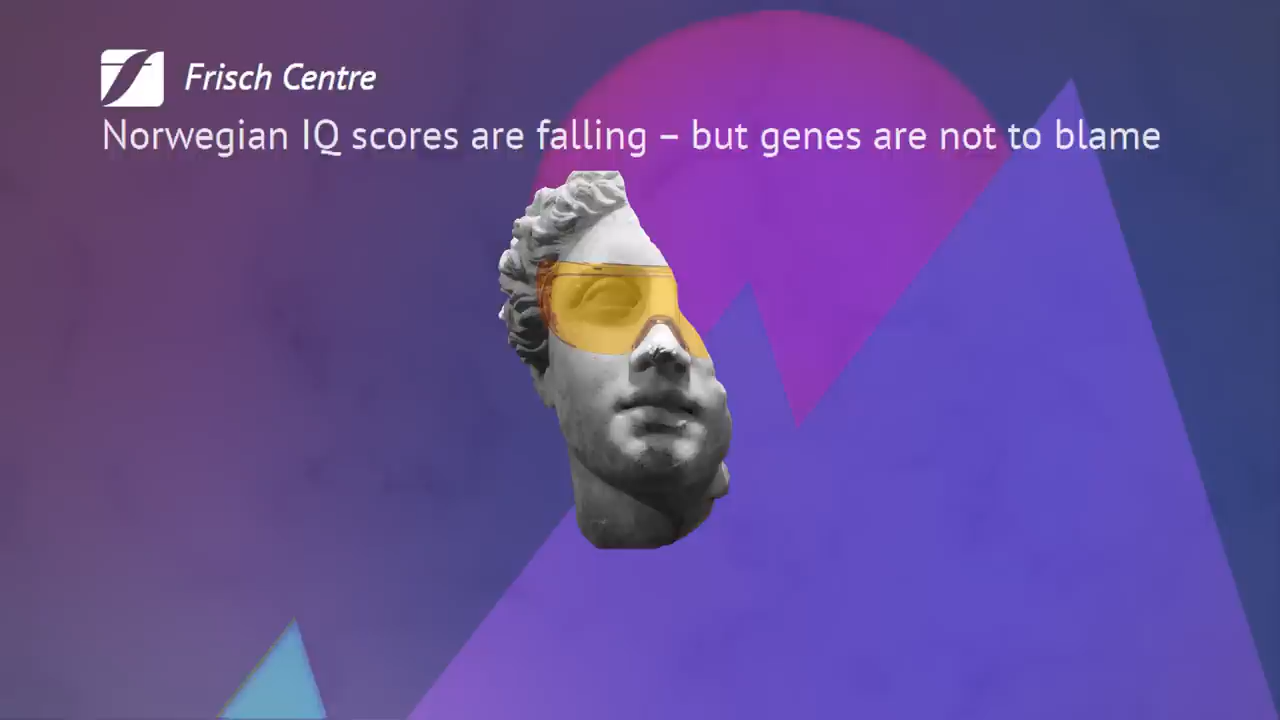 Frisch Centre
Norwegian IQ scores are falling – but genes are not to blame